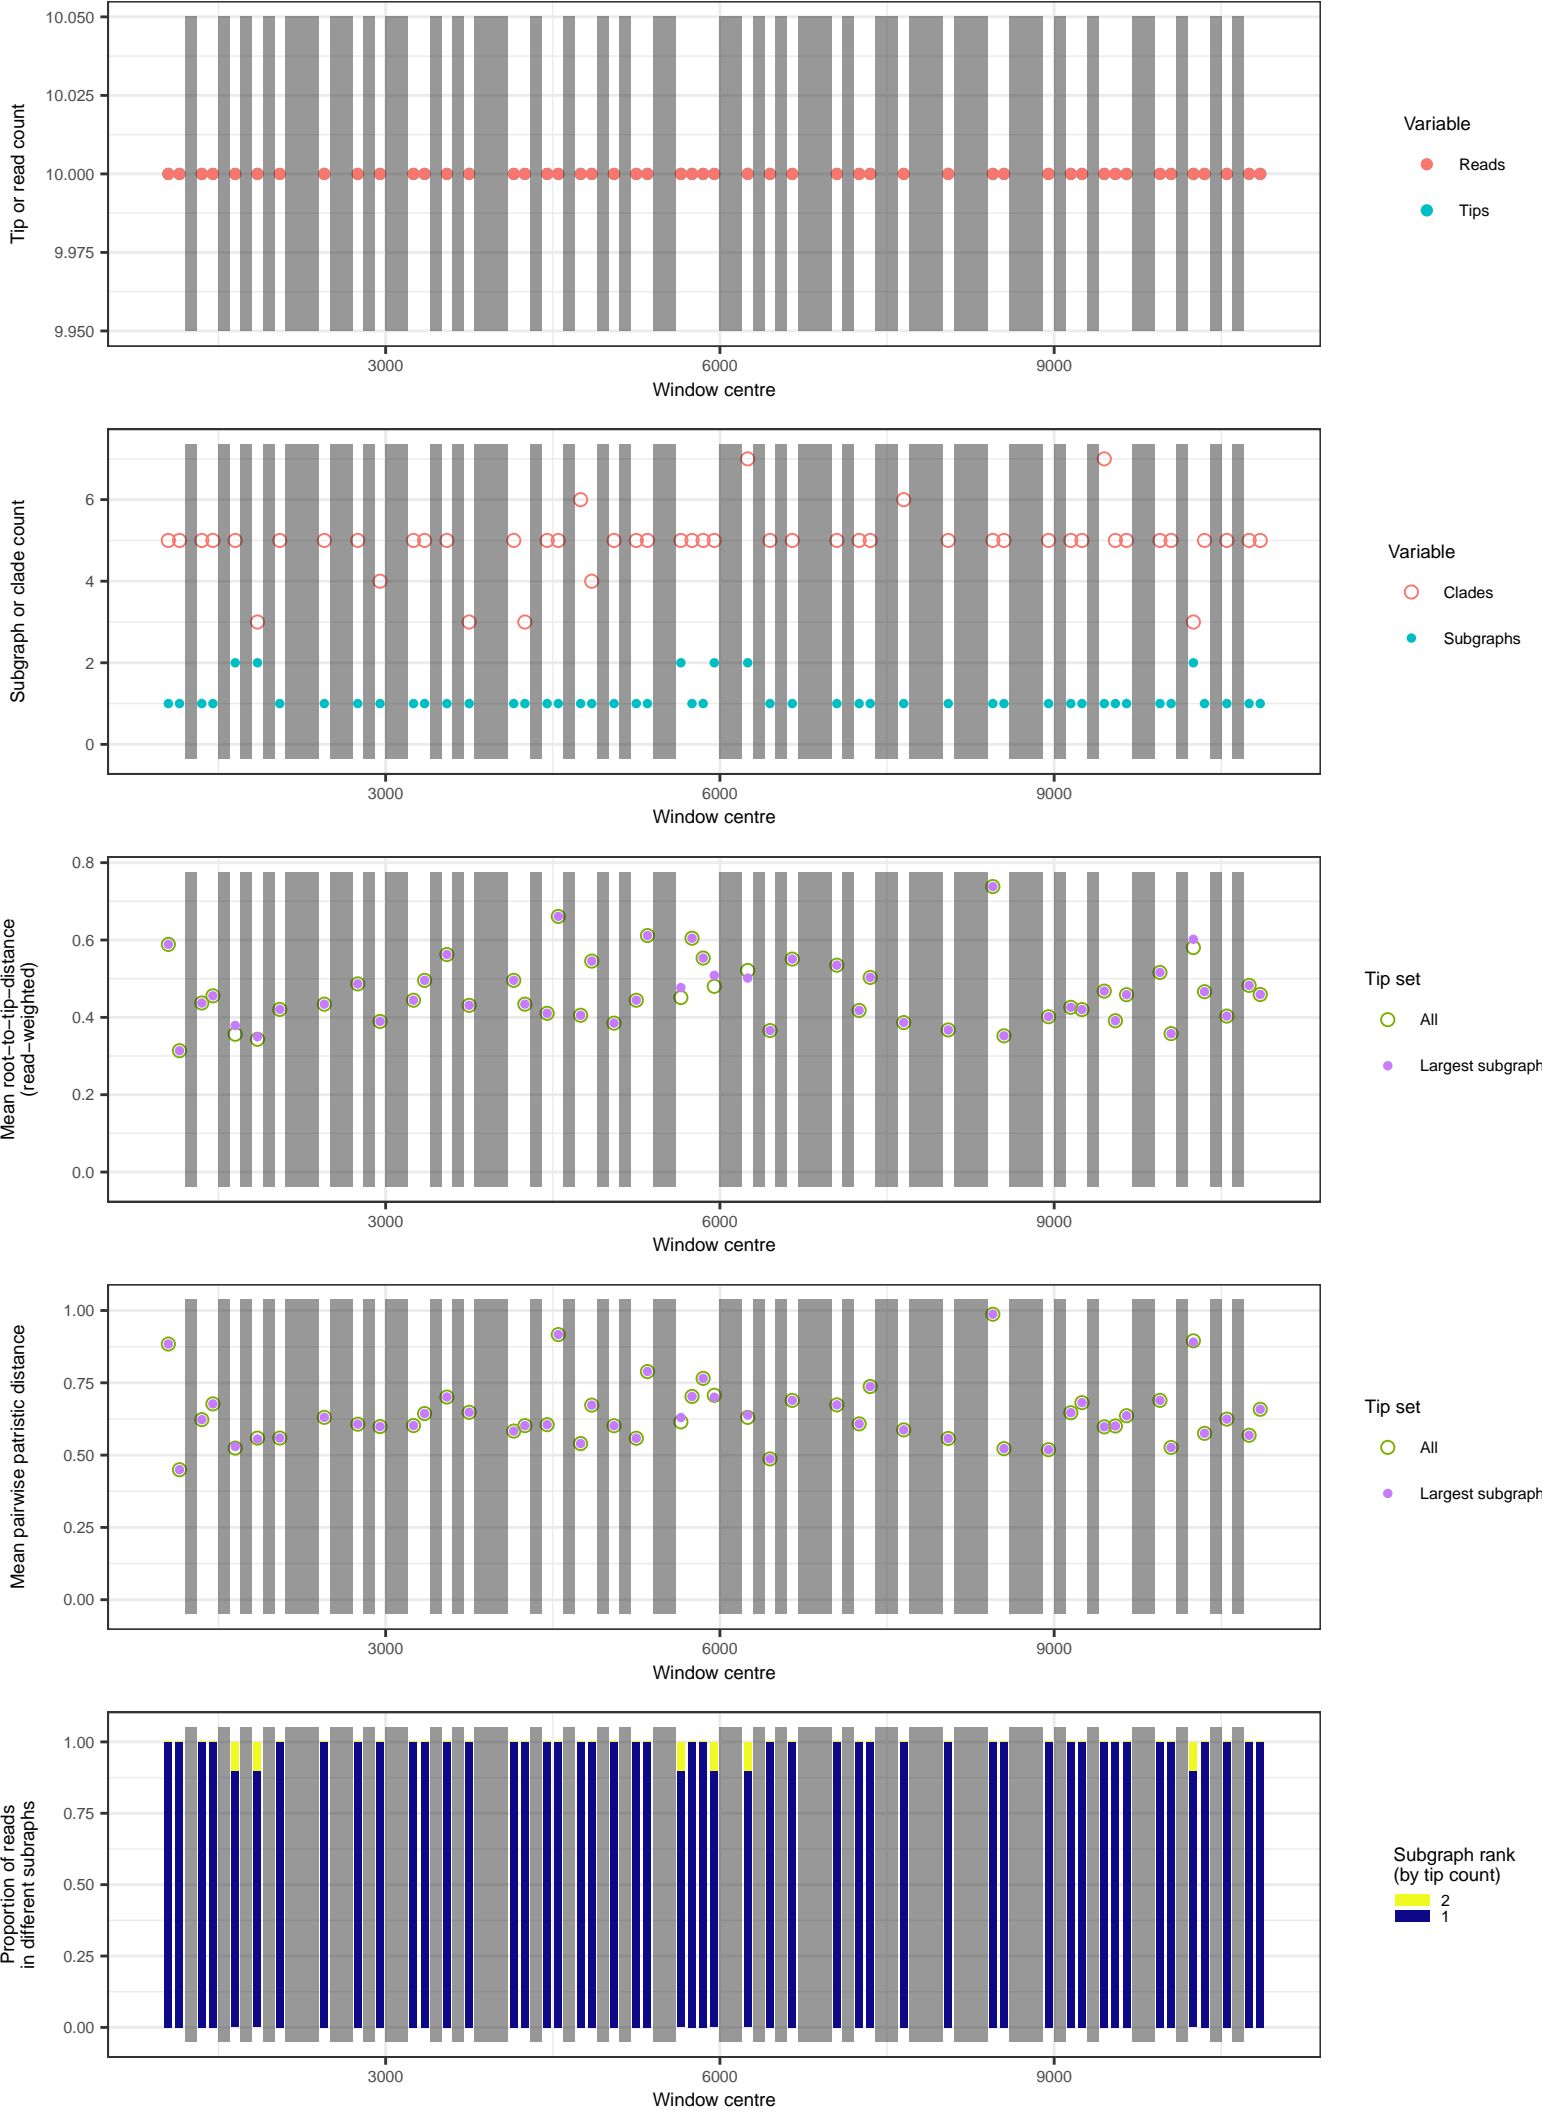 10.050
10.025
10.000
9.975
9.950
Tip or read count
3000
6000
9000
Window centre
Variable
Reads
Tips
6
4
2
0
Subgraph or clade count
3000
6000
9000
Window centre
Variable
Clades
Subgraphs
0.8
0.6
0.4
0.2
0.0
Mean root−to−tip−distance
(read−weighted)
3000
6000
9000
Window centre
Tip set
All
Largest subgraph
1.00
0.75
0.50
0.25
0.00
Mean pairwise patristic distance
3000
6000
9000
Window centre
Tip set
All
Largest subgraph
1.00
0.75
0.50
0.25
0.00
Proportion of reads
in different subraphs
3000
6000
9000
Window centre
Subgraph rank
(by tip count)
2
1